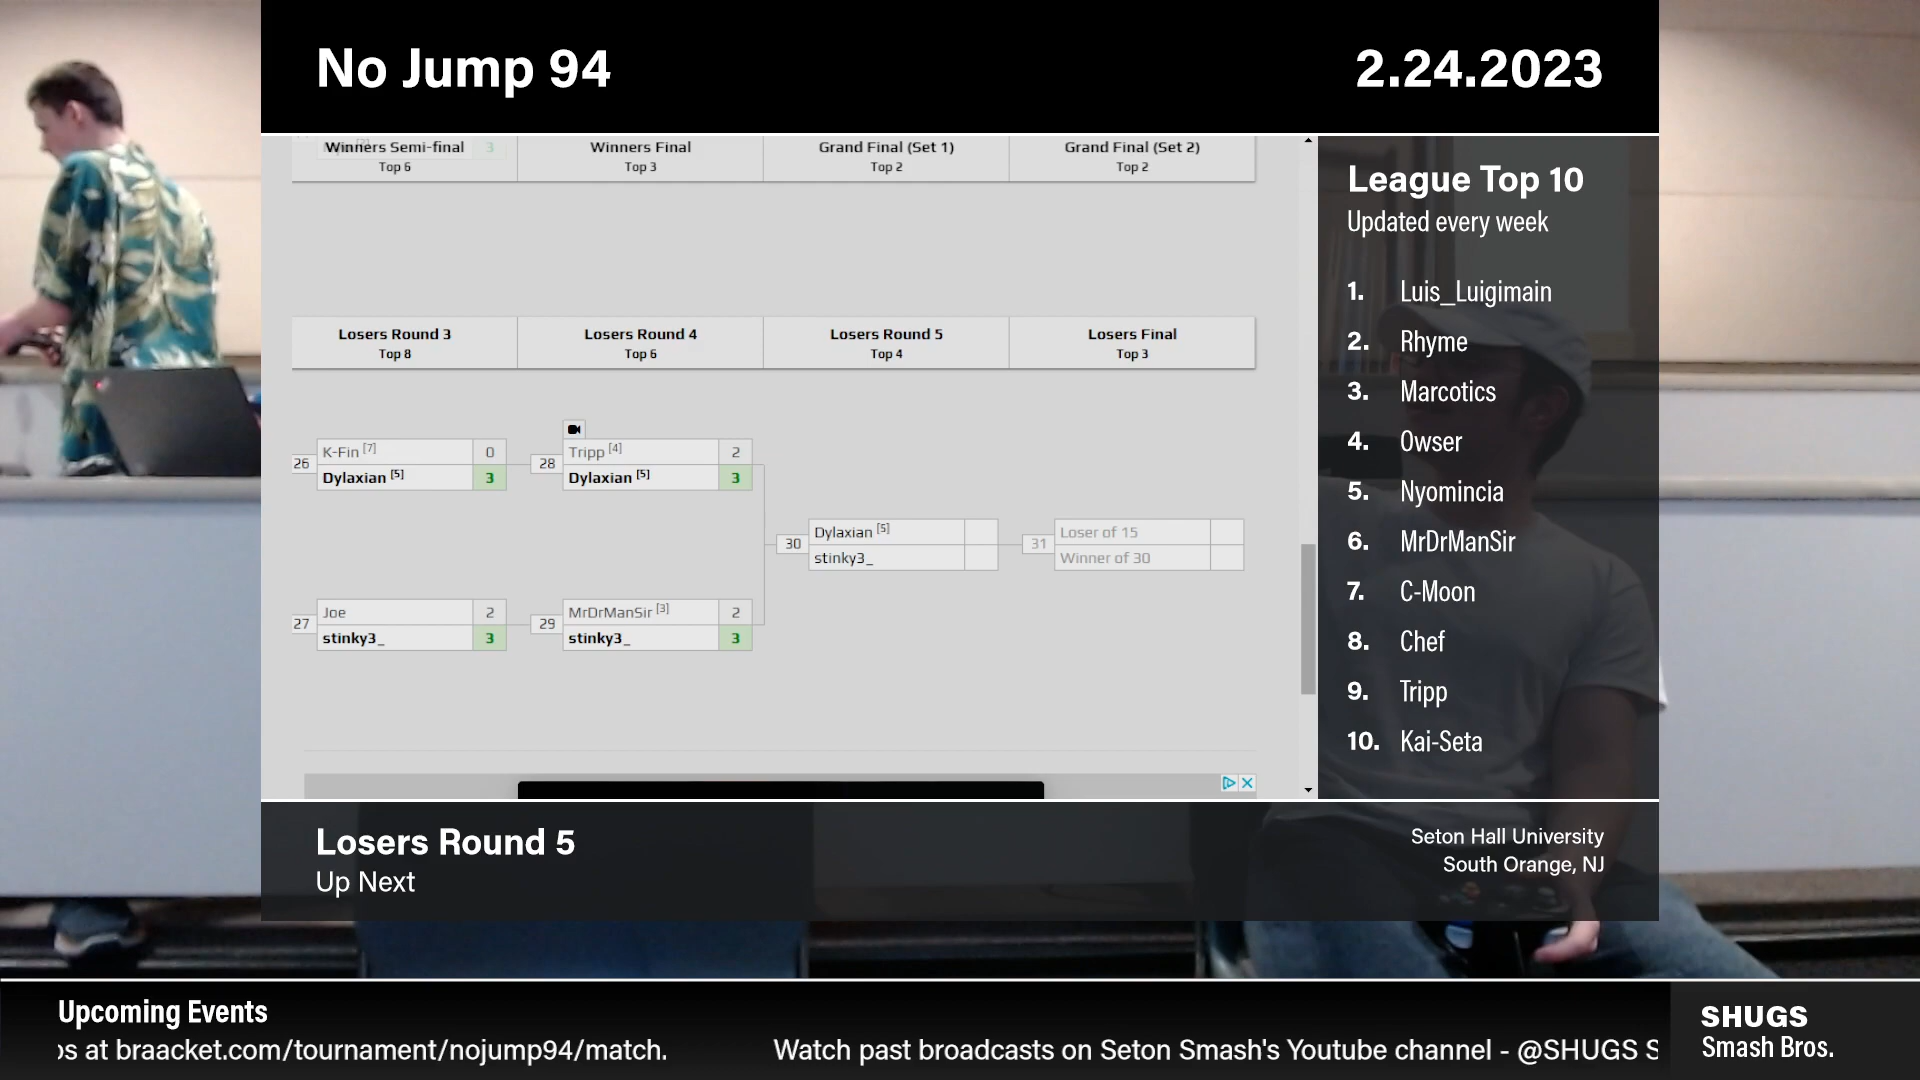 No Jump 94
2.24.2023
Winners Semi-final
3
Top 6
Winners Final
Top 3
Grand Final (Set 1)
Top 2
Grand Final (Set 2)
Top 2
Losers Round 3
Top 8
Losers Round 4
Top 6
Losers Round 5
Top 4
Losers Final
Top 3
26
K-Fin [7] 0
Dylaxian [5] 3
28
Tripp [4] 2
Dylaxian [5] 3
30
Dylaxian [5]
stinky3_
31
Loser of 15
Winner of 30
27
Joe 2
stinky3_ 3
29
MrDrManSir [3] 2
stinky3_ 3
League Top 10
Updated every week
1. Luis_Luigimain
2. Rhyme
3. Marcotics
4. Owser
5. Nyomincia
6. MrDrManSir
7. C-Moon
8. Chef
9. Tripp
10. Kai-Seta
Losers Round 5
Up Next
Seton Hall University
South Orange, NJ
Upcoming Events
os at braacket.com/tournament/nojump94/match. Watch past broadcasts on Seton Smash's Youtube channel - @SHUGS S
SHUGS
Smash Bros.